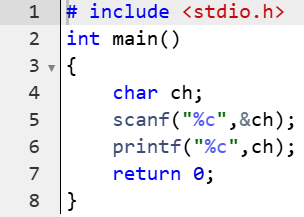 1 # include <stdio.h>
2 int main()
3 {
4     char ch;
5     scanf("%c",&ch);
6     printf("%c",ch);
7     return 0;
8 }